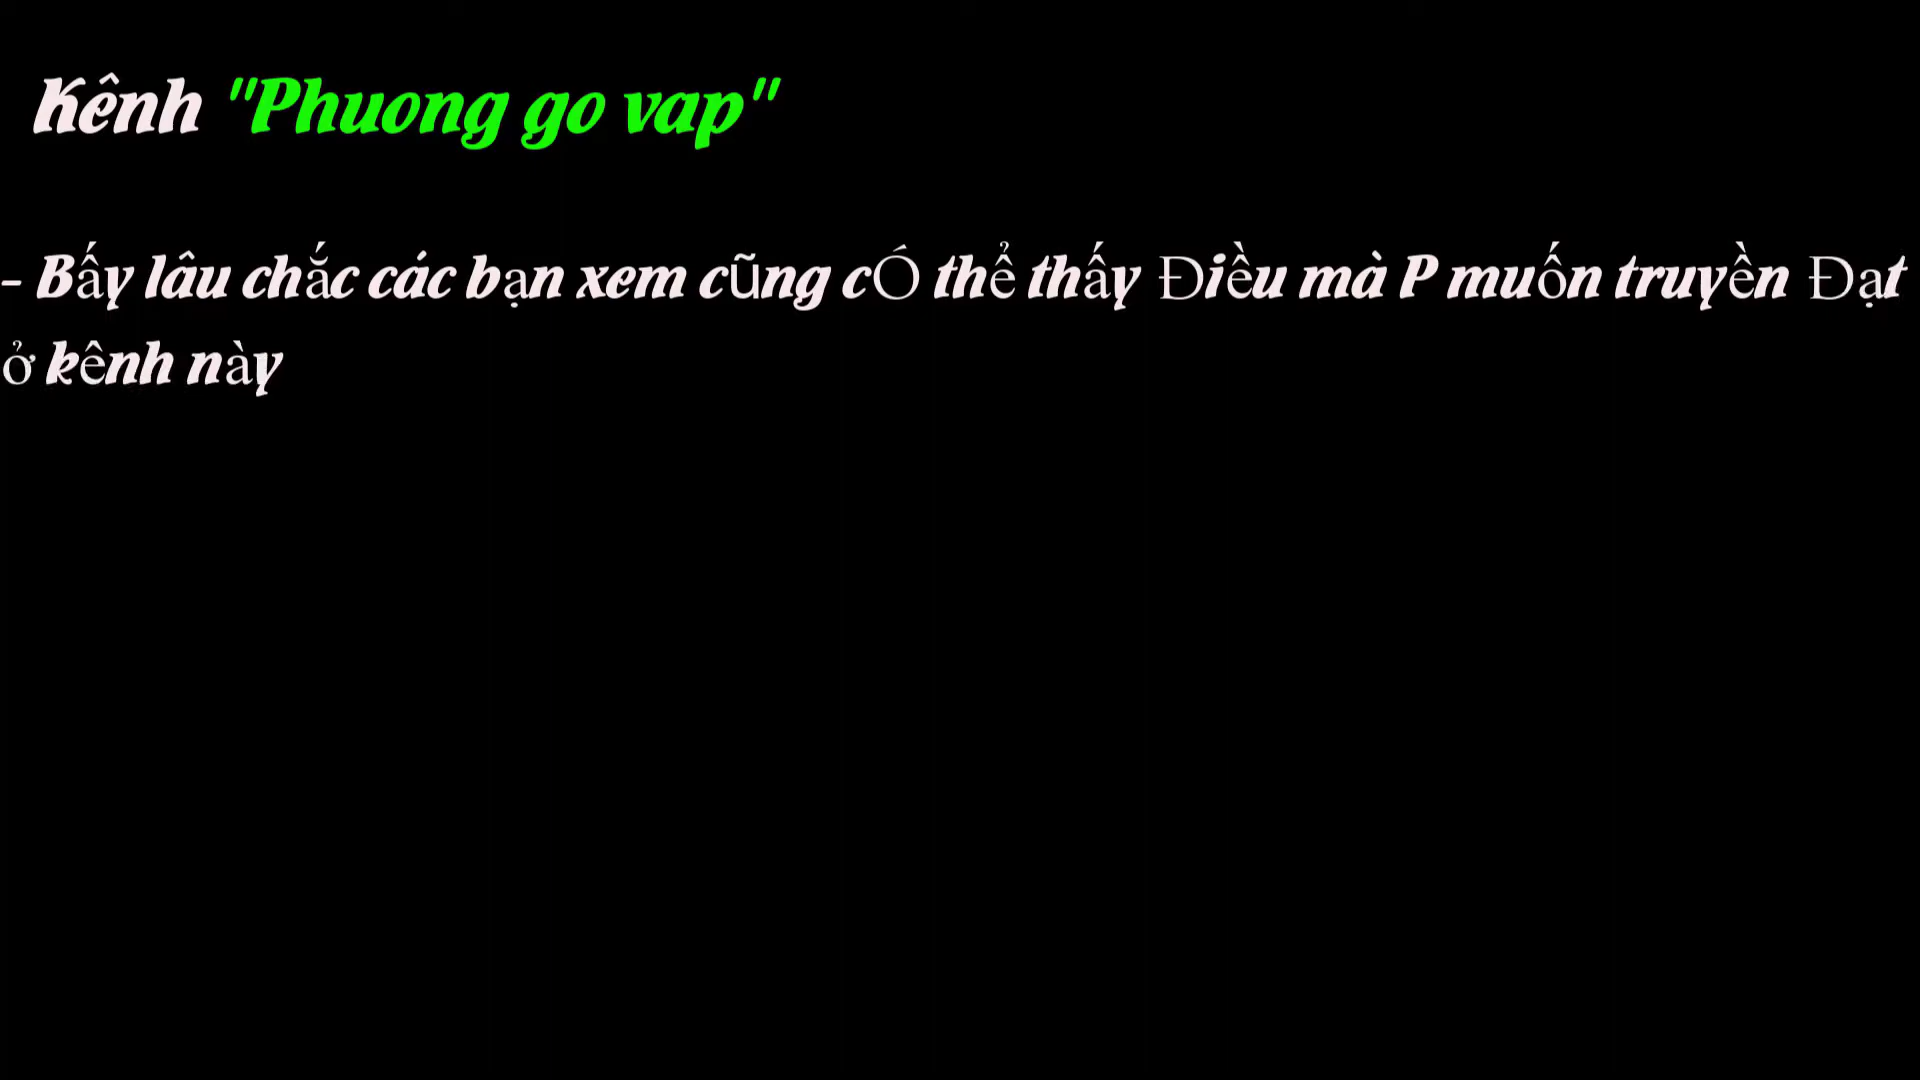 Kênh "Phuong go vap"
- Bấy lâu chắc các bạn xem cũng cÓ thể thấy Điều mà P muốn truyền Đạt
ở kênh này